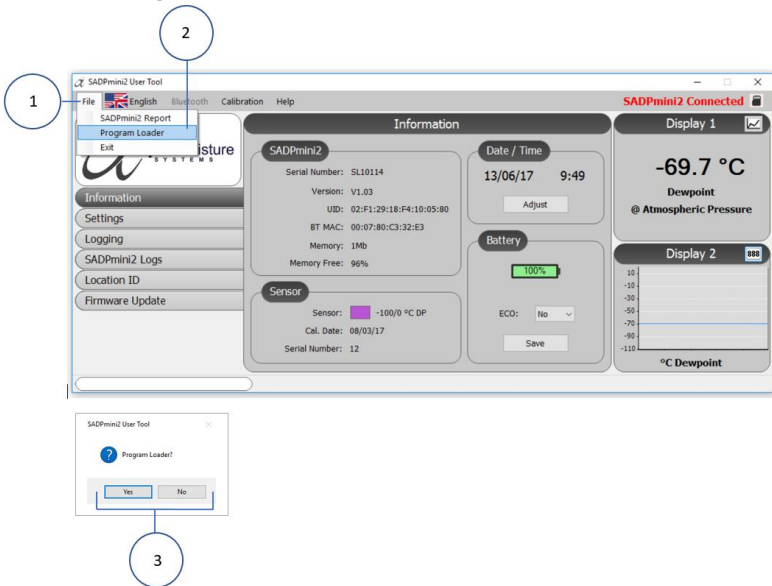 2
1
SADPmini2 User Tool
File English Bluetooth Calibration Help SADPmini2 Connected
SADPmini2 Report
Program Loader
Exit
isture
SYSTEMS
Information
Settings
Logging
SADPmini2 Logs
Location ID
Firmware Update
Information
SADPmini2
Serial Number: SL10114
Version: V1.03
UID: 02:F1:29:18:F4:10:05:80
BT MAC: 00:07:80:C3:32:E3
Memory: 1Mb
Memory Free: 96%
Sensor
Sensor: -100/0 ºC DP
Cal. Date: 08/03/17
Serial Number: 12
Date / Time
13/06/17 9:49
Adjust
Battery
100%
ECO: No
Save
Display 1
-69.7 °C
Dewpoint
@ Atmospheric Pressure
Display 2 888
10
-10
-30
-50
-70
-90
-110
ºC Dewpoint
SADPmini2 User Tool
? Program Loader?
Yes No
3